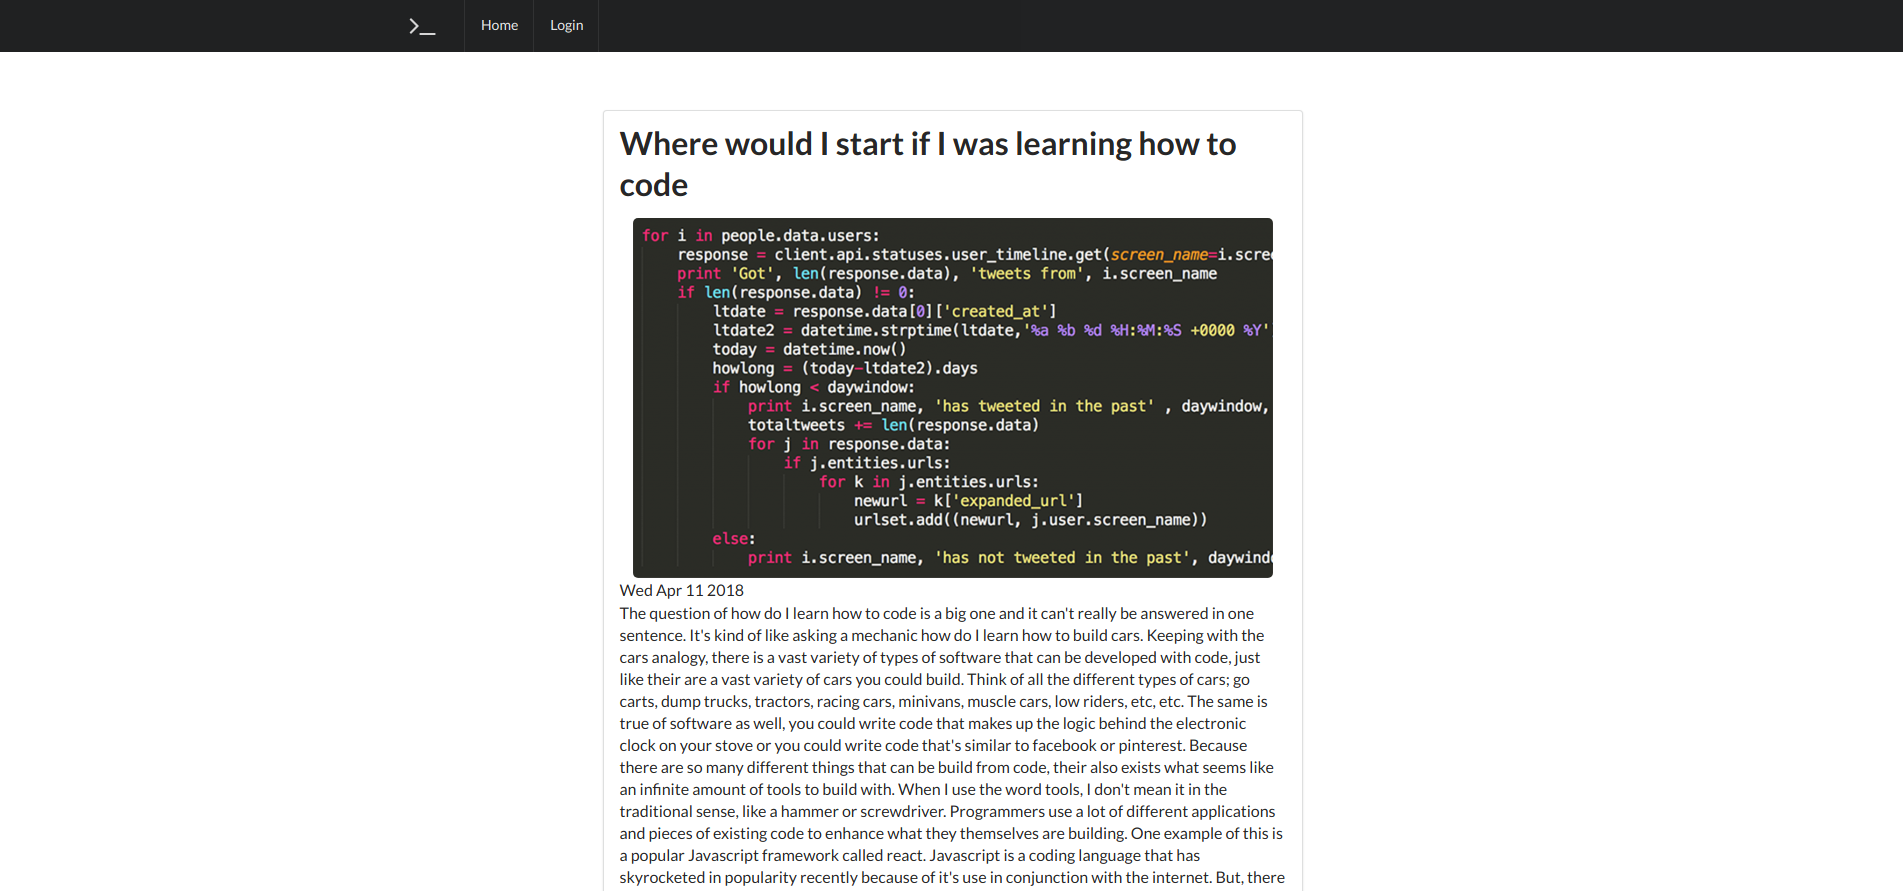 >_ Home Login
Where would I start if I was learning how to
code
for i in people.data.users:
response = client.api.statuses.user_timeline.get(screen_name=i.scree
print 'Got', len(response.data), 'tweets from', i.screen_name
if len(response.data) != 0:
ltdate = response.data[0]['created_at']
ltdate2 = datetime.strptime(ltdate,'%a %b %d %H:%M:%S +0000 %Y'
today = datetime.now()
howlong = (today-ltdate2).days
if howlong < daywindow:
print i.screen_name, 'has tweeted in the past' , daywindow,
totaltweets += len(response.data)
for j in response.data:
if j.entities.urls:
for k in j.entities.urls:
newurl = k['expanded_url']
urlset.add((newurl, j.user.screen_name))
else:
print i.screen_name, 'has not tweeted in the past', daywind
Wed Apr 11 2018
The question of how do I learn how to code is a big one and it can't really be answered in one
sentence. It's kind of like asking a mechanic how do I learn how to build cars. Keeping with the
cars analogy, there is a vast variety of types of software that can be developed with code, just
like their are a vast variety of cars you could build. Think of all the different types of cars; go
carts, dump trucks, tractors, racing cars, minivans, muscle cars, low riders, etc, etc. The same is
true of software as well, you could write code that makes up the logic behind the electronic
clock on your stove or you could write code that's similar to facebook or pinterest. Because
there are so many different things that can be build from code, their also exists what seems like
an infinite amount of tools to build with. When I use the word tools, I don't mean it in the
traditional sense, like a hammer or screwdriver. Programmers use a lot of different applications
and pieces of existing code to enhance what they themselves are building. One example of this is
a popular Javascript framework called react. Javascript is a coding language that has
skyrocketed in popularity recently because of it's use in conjunction with the internet. But, there